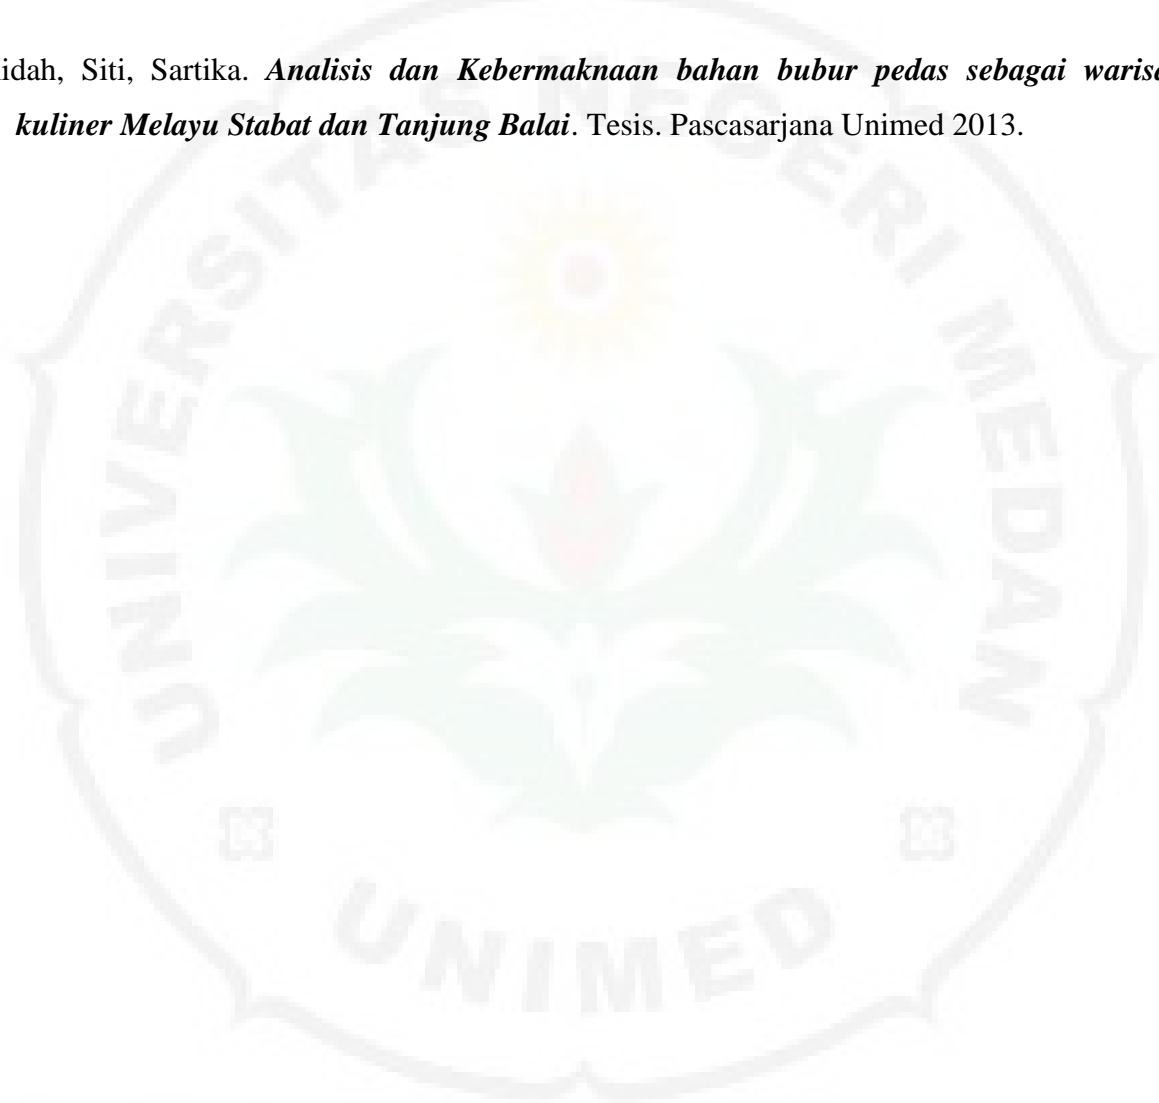 idah, Siti, Sartika. Analisis dan Kebermaknaan bahan bubur pedas sebagai waris
kuliner Melayu Stabat dan Tanjung Balai. Tesis. Pascasarjana Unimed 2013.
UNIVERSITAS NEGERI MEDAN
UNIMED